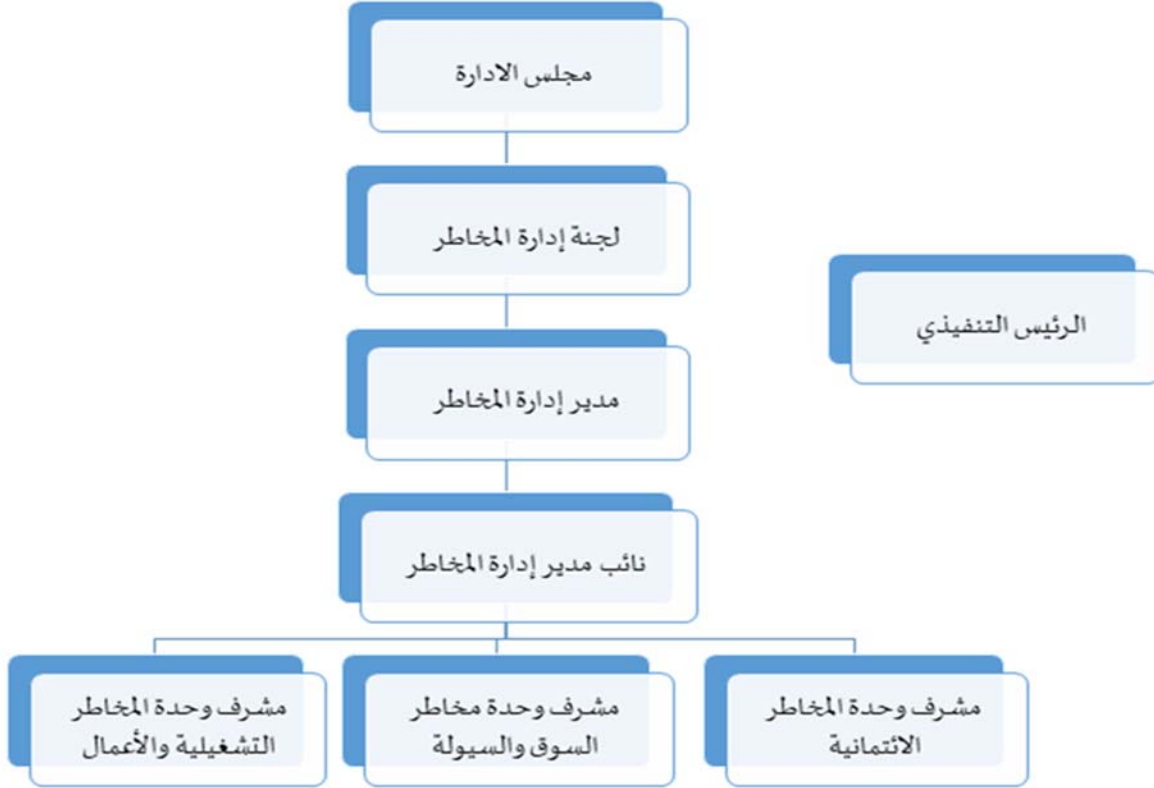 مجلس الادارة
لجنة إدارة المخاطر
الرئيس التنفيذي
مدير إدارة المخاطر
نائب مدير إدارة المخاطر
مشرف وحدة المخاطر
الائتمانية
مشرف وحدة مخاطر
السوق والسيولة
مشرف وحدة المخاطر
التشغيلية والأعمال